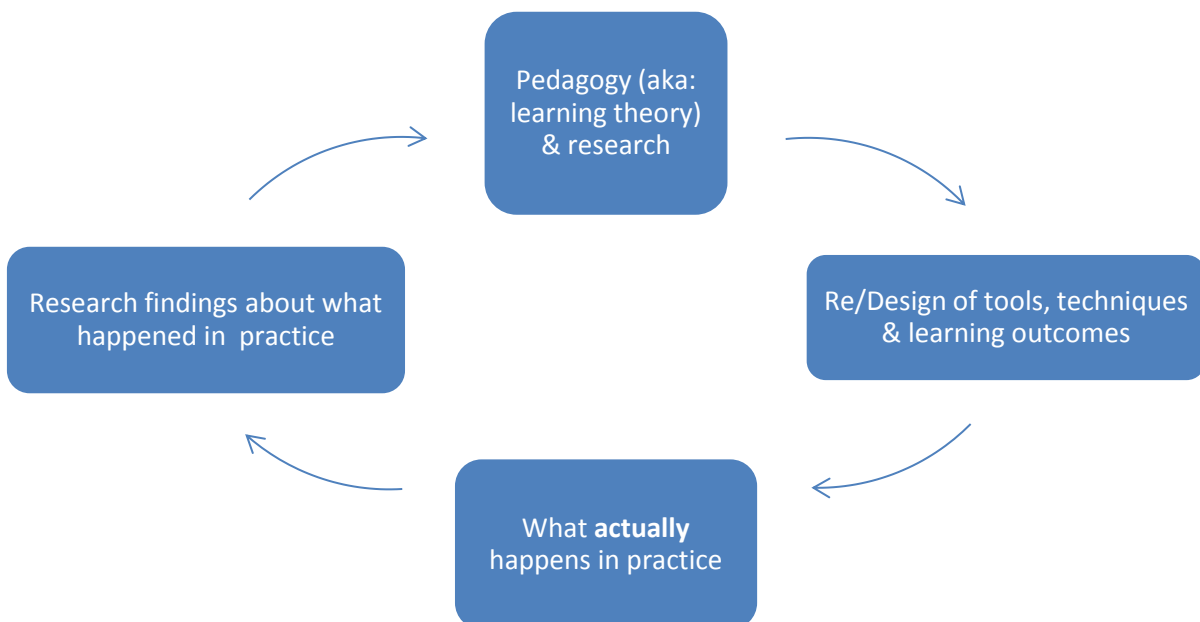 Pedagogy (aka:
learning theory)
& research
Re/Design of tools, techniques
& learning outcomes
What actually
happens in practice
Research findings about what
happened in  practice